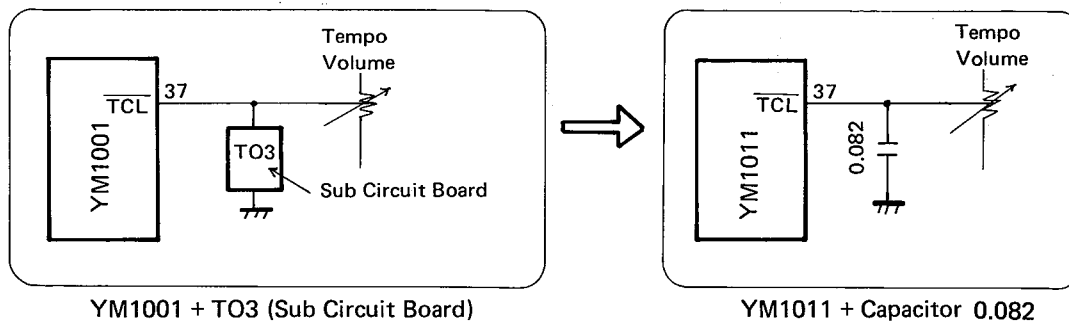 Tempo
Volume
37
TCL
YM1001
TO3
Sub Circuit Board
YM1001 + TO3 (Sub Circuit Board)
Tempo
Volume
37
TCL
YM1011
0.082
YM1011 + Capacitor 0.082